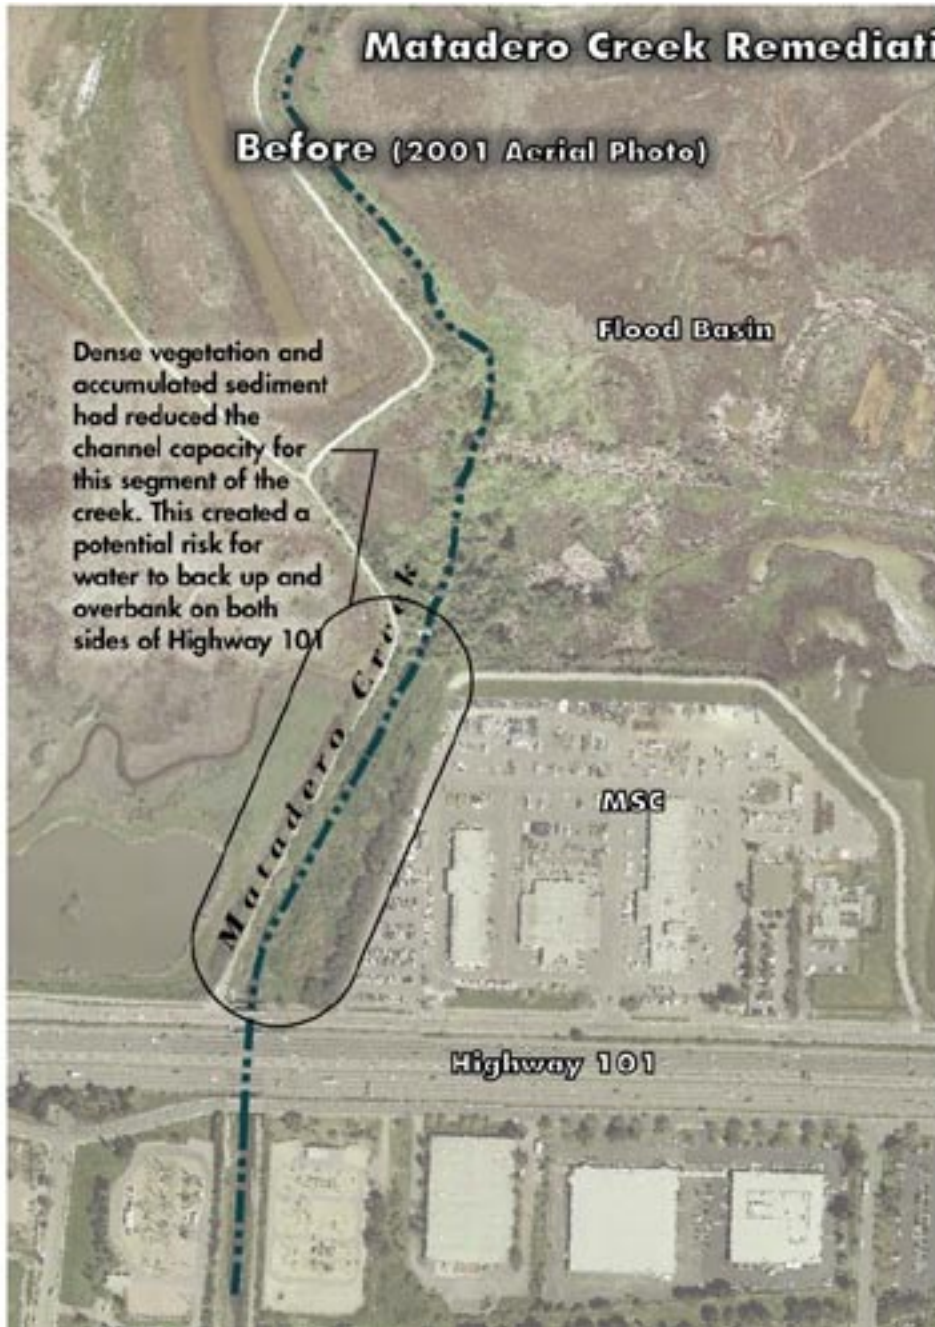 Matadero Creek Remediati
Before (2001 Aerial Photo)
Flood Basin
Dense vegetation and
accumulated sediment
had reduced the
channel capacity for
this segment of the
creek. This created a
potential risk for
water to back up and
overbank on both
sides of Highway 101
Matadero Creek
MSC
Highway 101